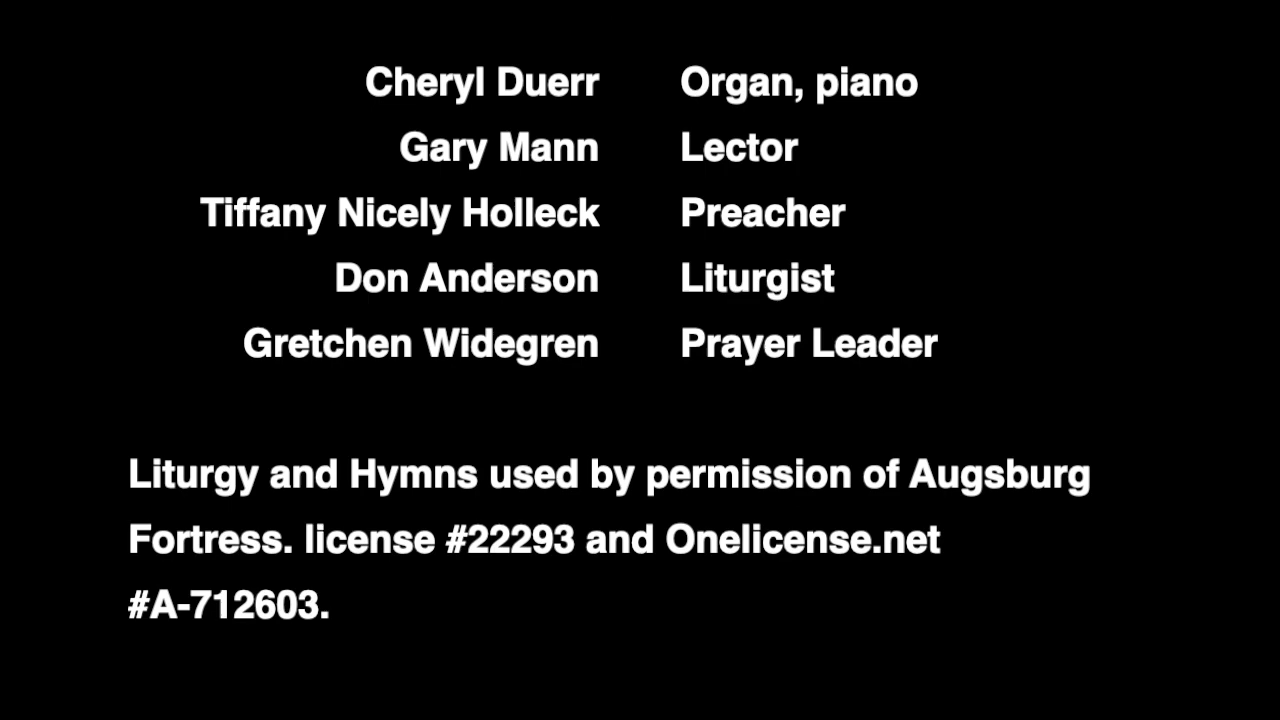 Cheryl Duerr Organ, piano
Gary Mann Lector
Tiffany Nicely Holleck Preacher
Don Anderson Liturgist
Gretchen Widegren Prayer Leader
Liturgy and Hymns used by permission of Augsburg
Fortress. license #22293 and Onelicense.net
#A-712603.